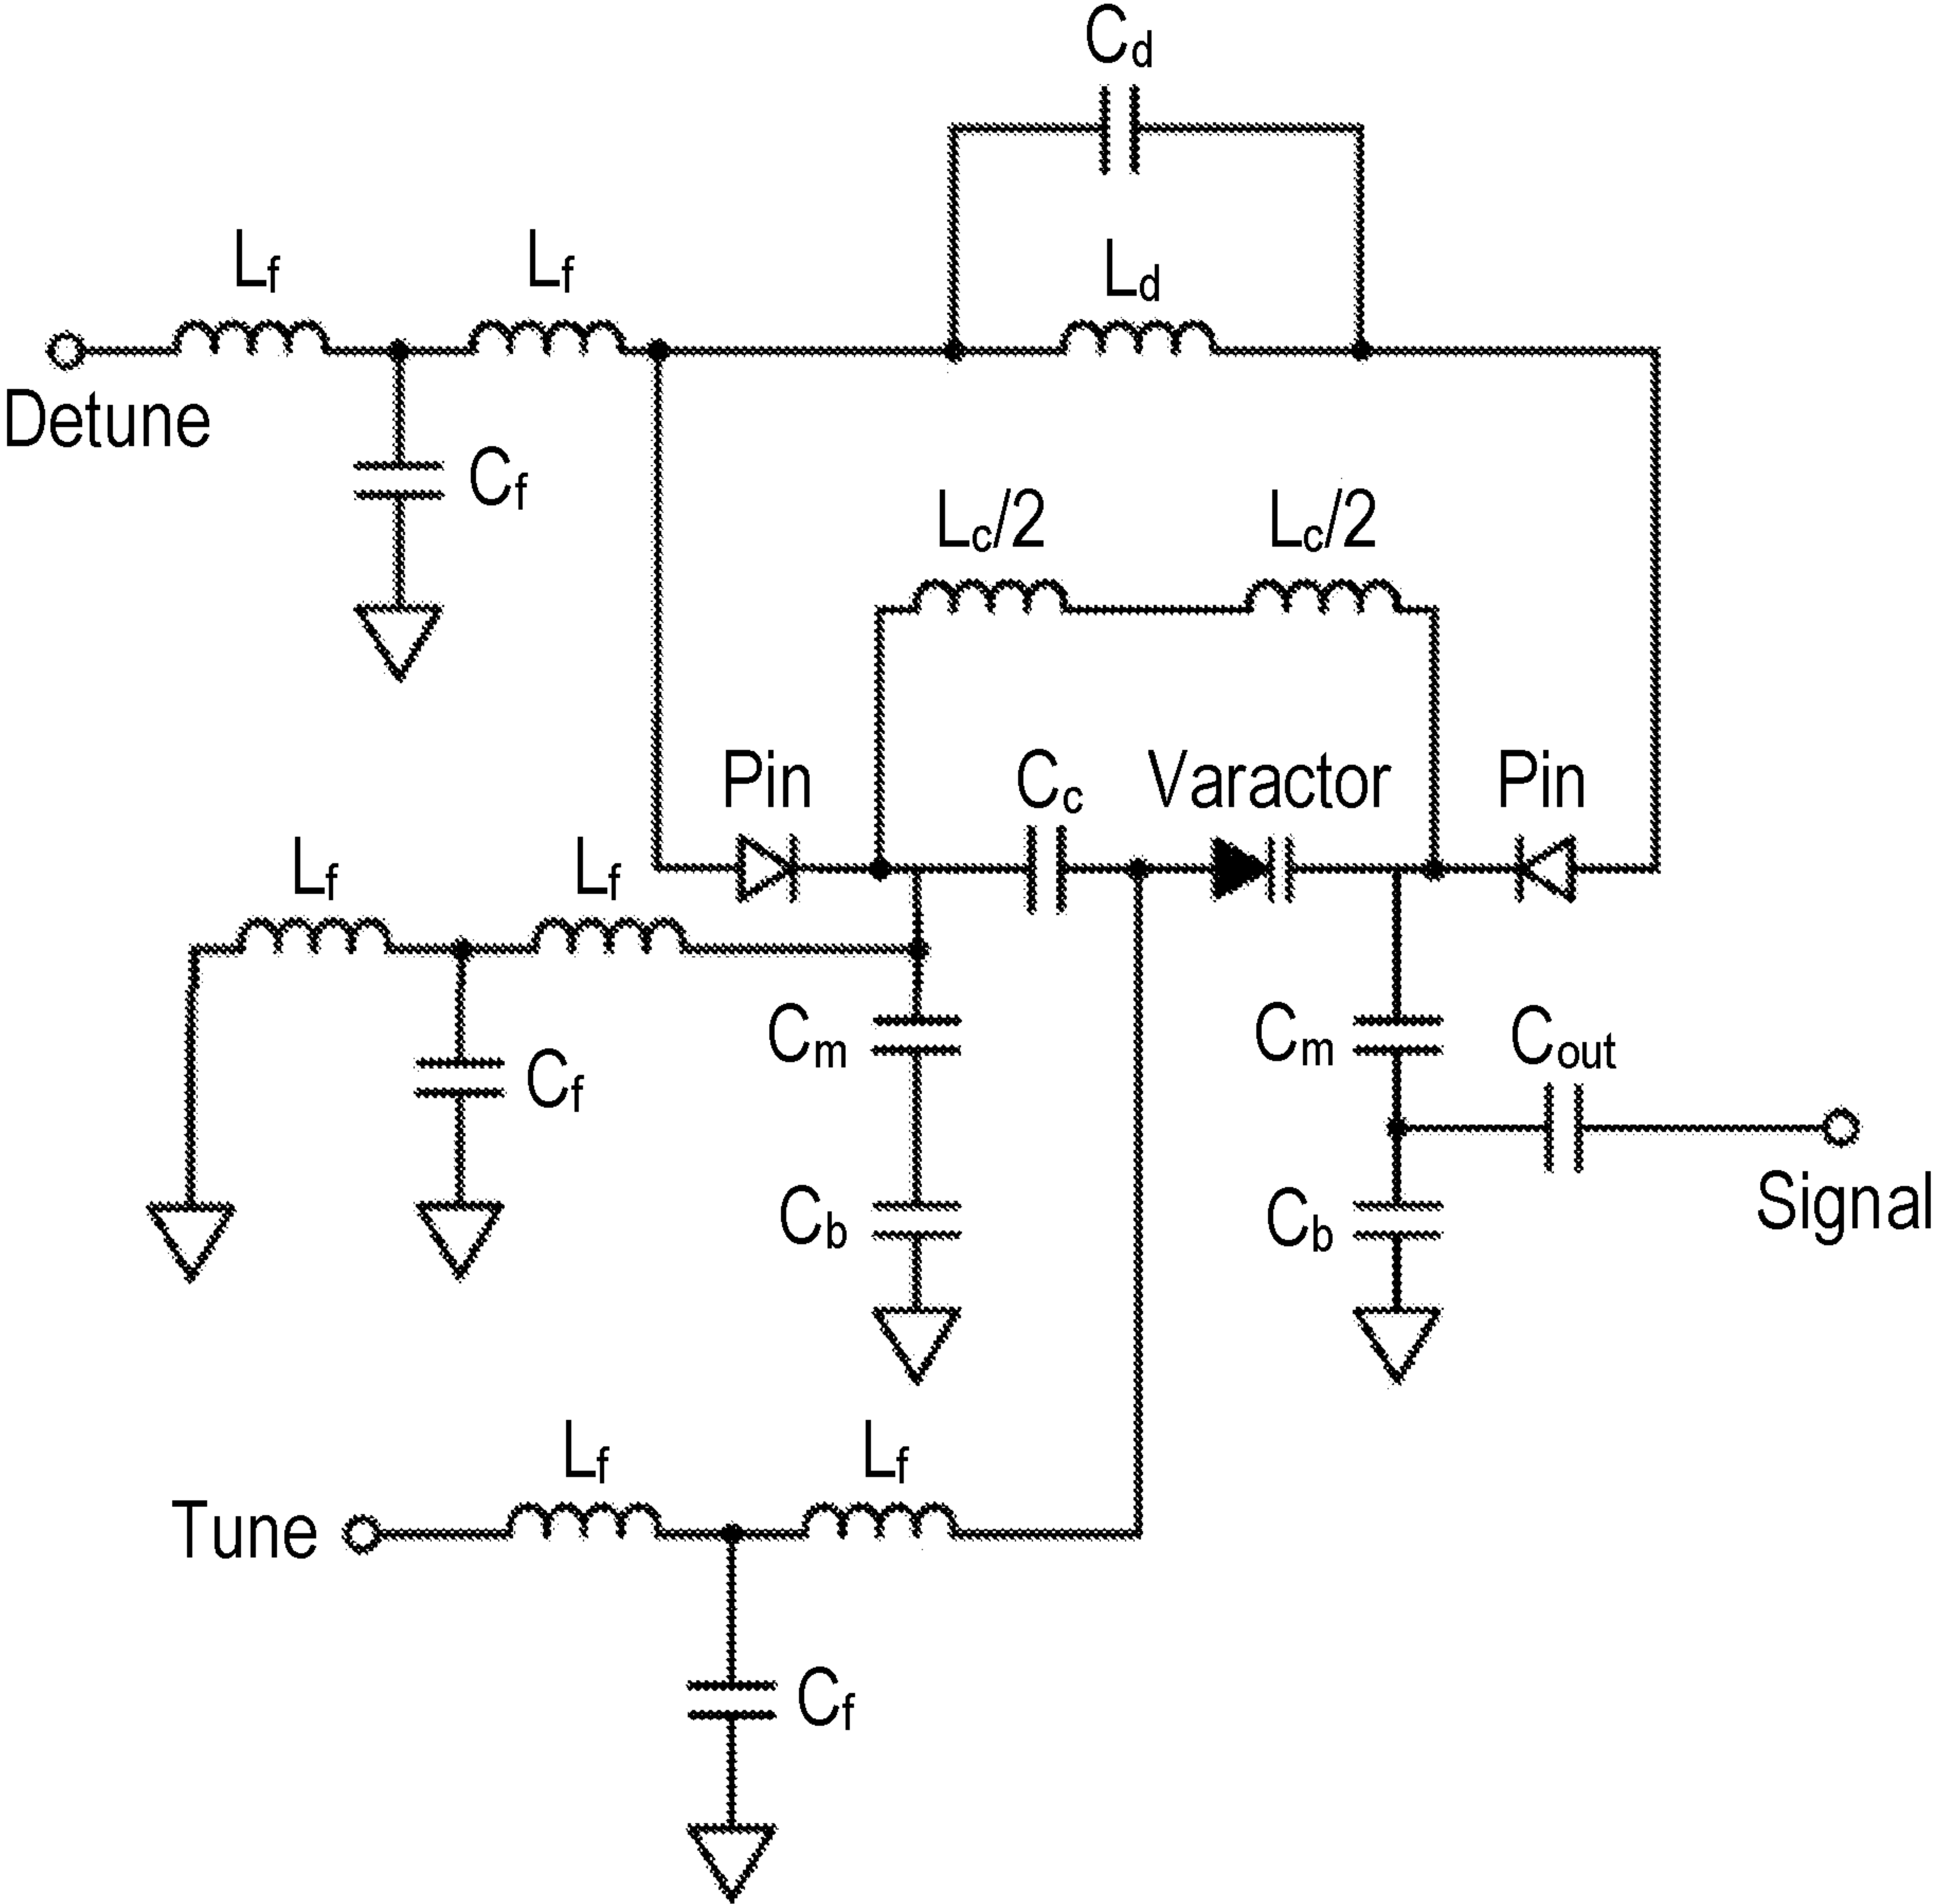 Cd
Lf
Lf
Ld
Detune
Cf
Lc/2
Lc/2
Pin
Cc
Varactor
Pin
Lf
Lf
Cm
Cm
Cout
Cf
Cb
Cb
Signal
Lf
Lf
Tune
Cf